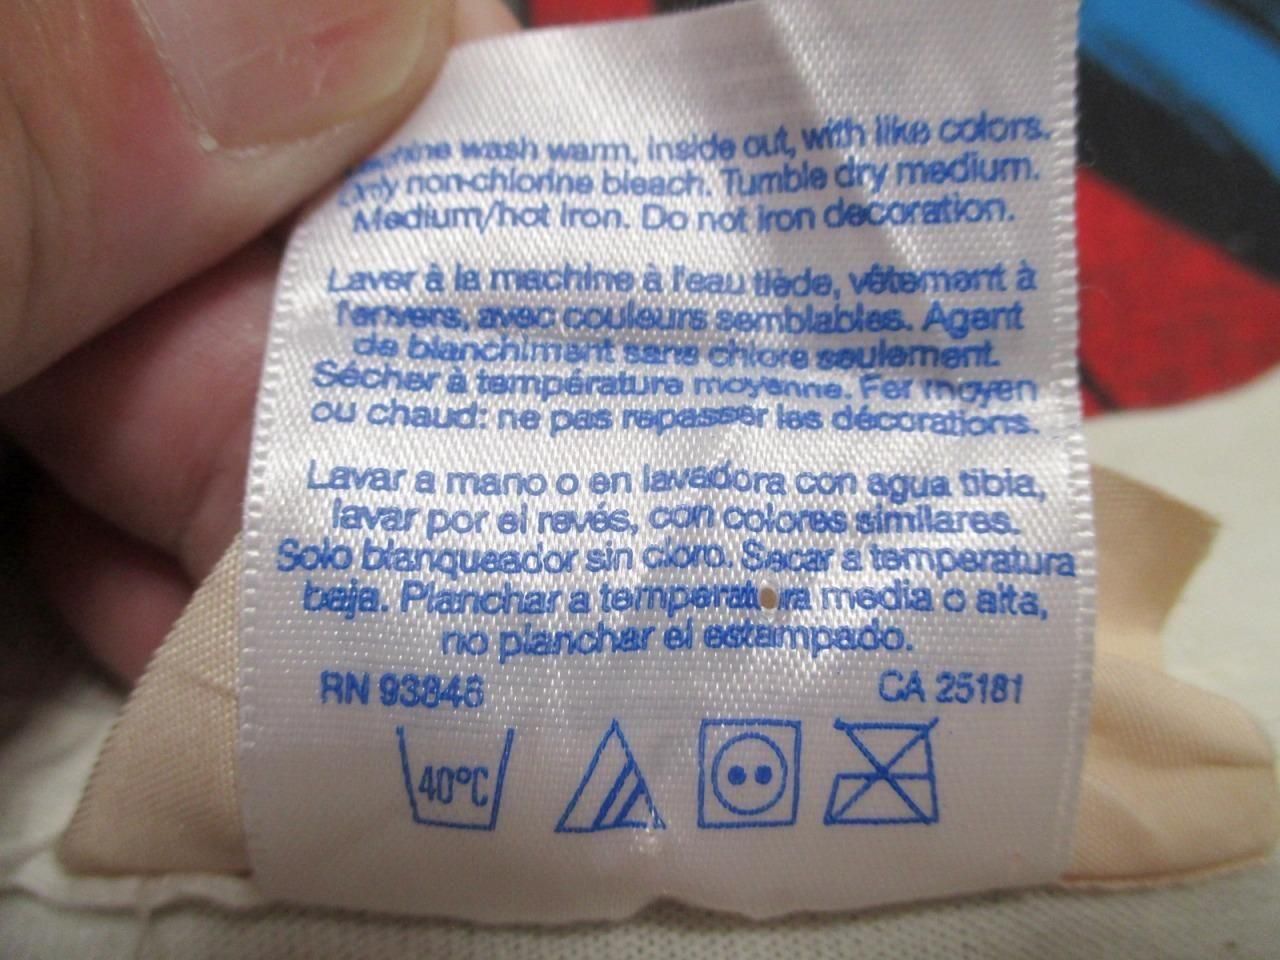 wash warm, inside out, with like colors.
non-chlorine bleach. Tumble dry medium.
Medium/hot iron. Do not iron decoration.
Laver à la machine à l'eau tiède, vêtement à
l'envers, avec couleurs semblables. Agent
de blanchiment sans chlore seulement.
Sécher à température moyenne. Fer moyen
ou chaud: ne pas repasser les décorations.
Lavar a mano o en lavadora con agua tibia,
lavar por el revés, con colores similares.
Solo blanqueador sin cloro. Secar a temperatura
baja. Planchar a temperatura media o alta,
no planchar el estampado.
RN 93846 CA 25181
40°C